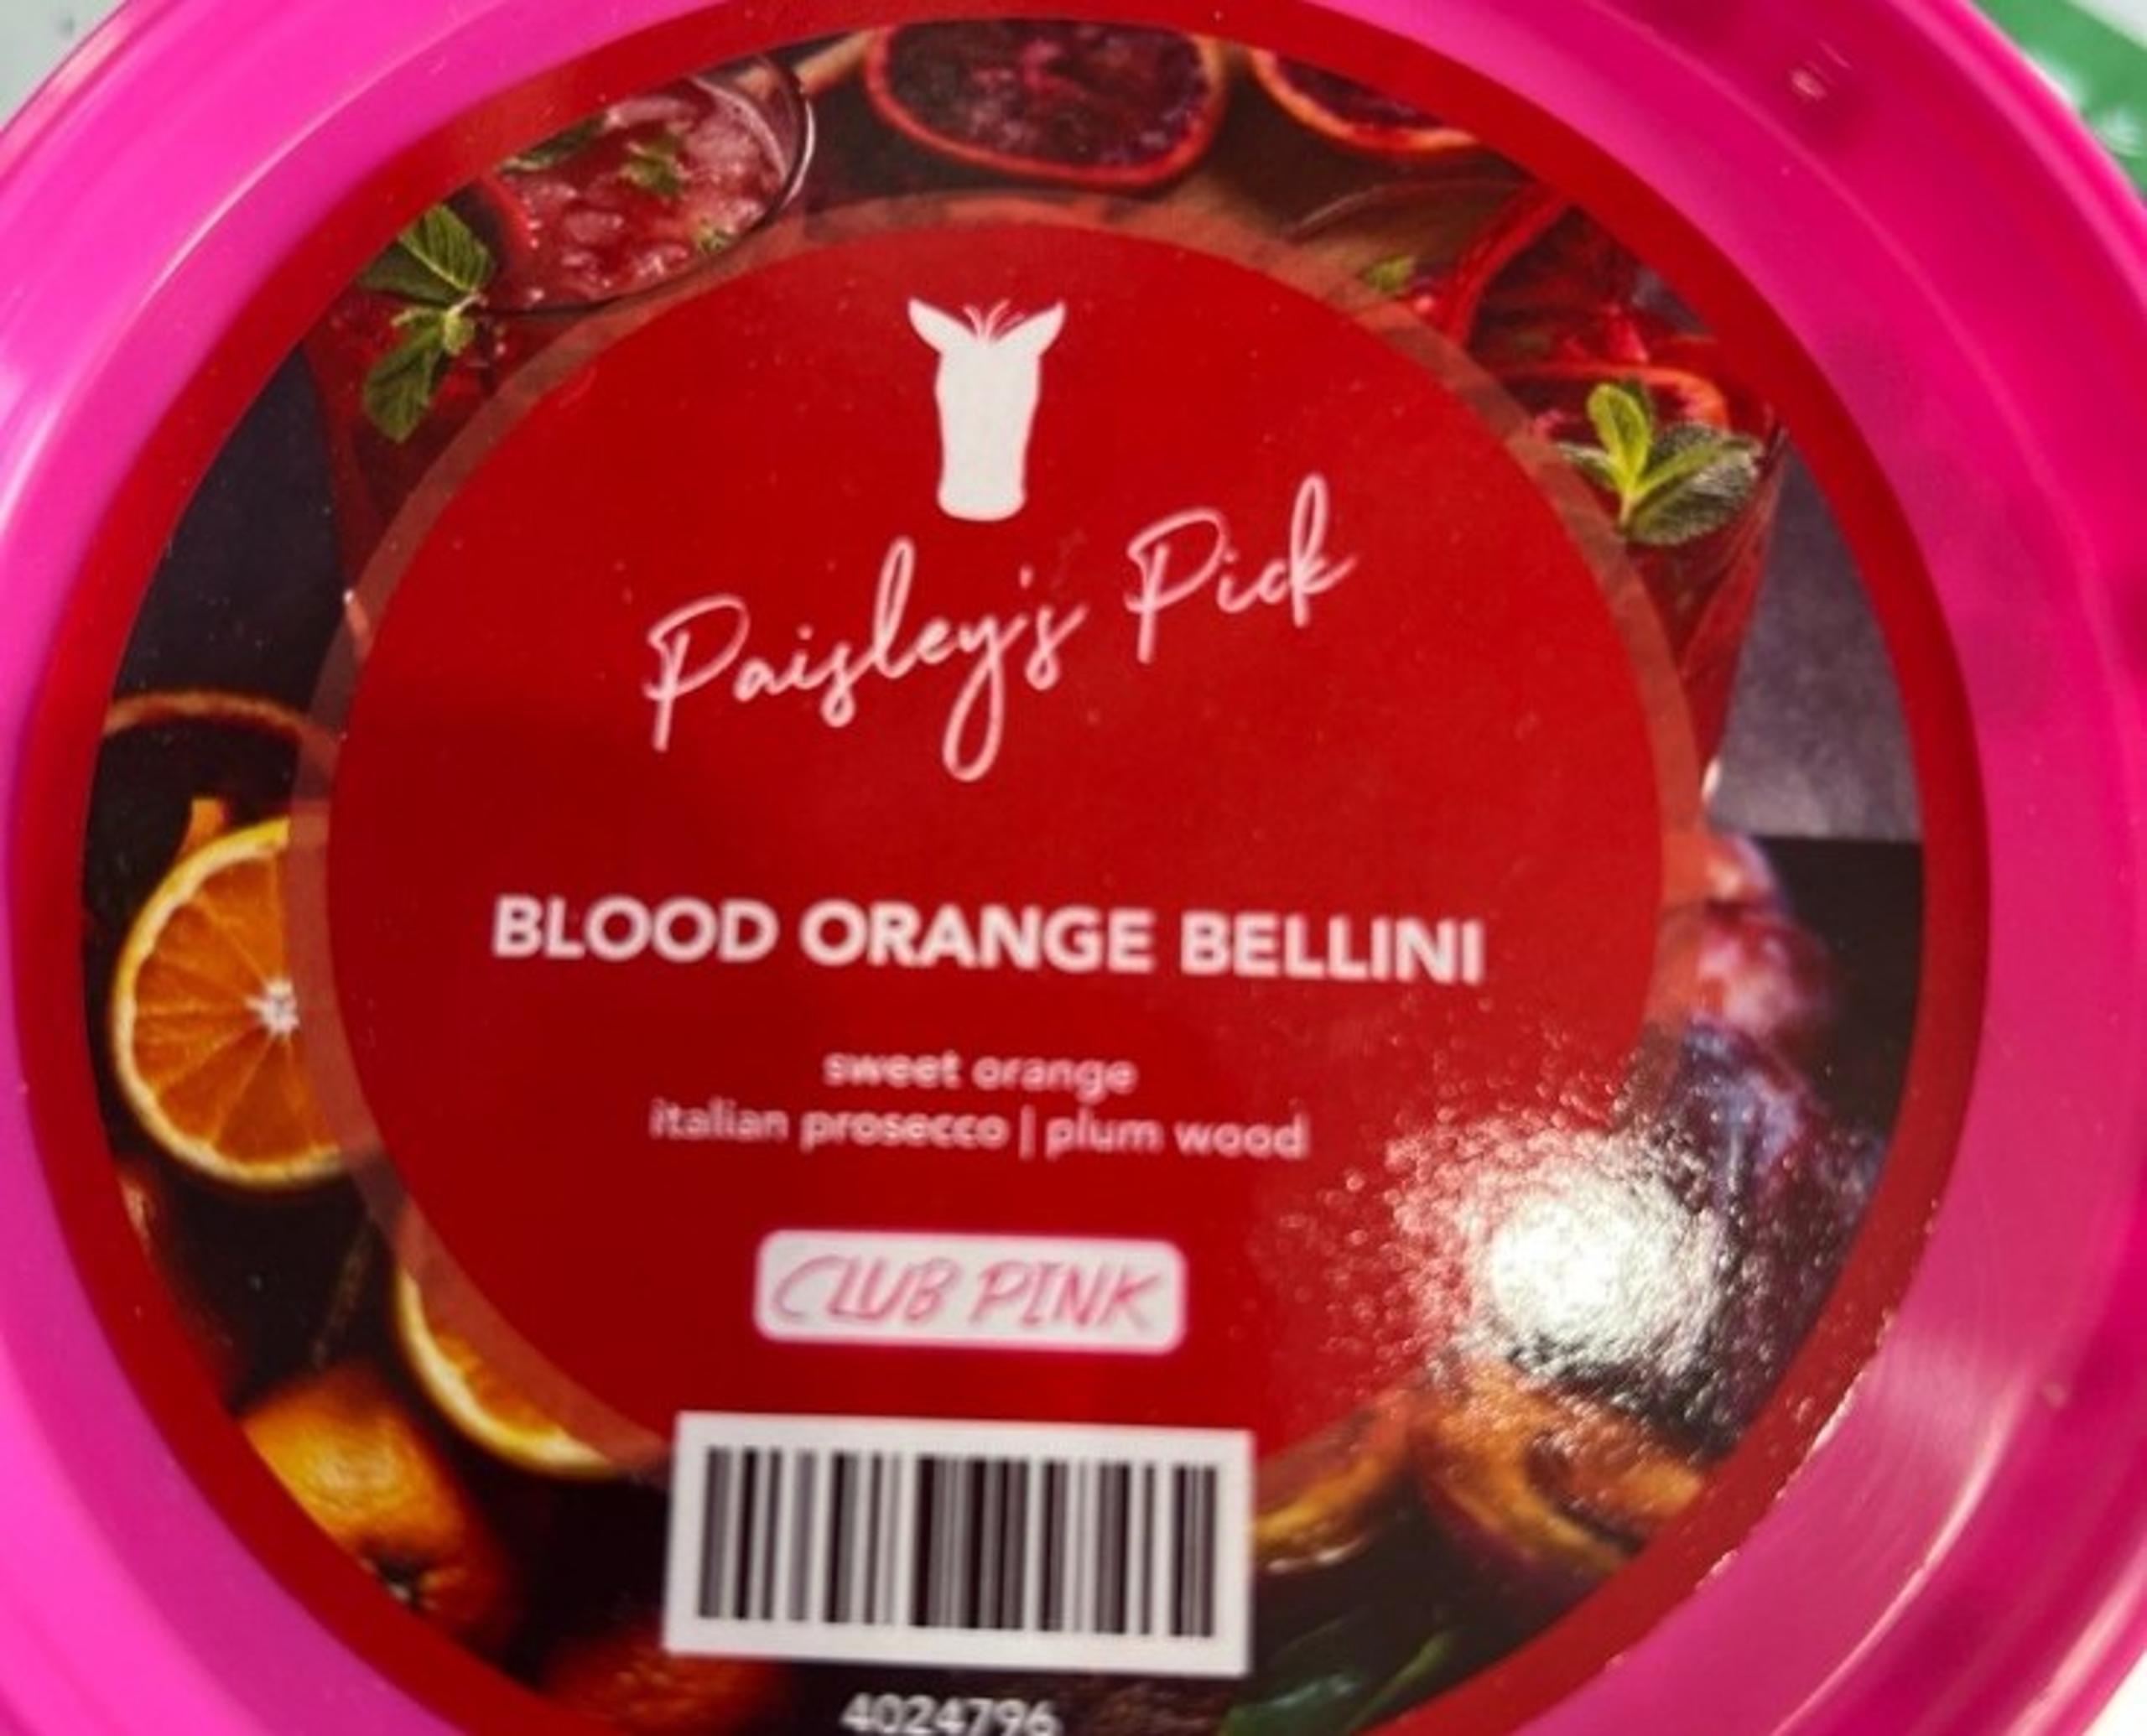 Paisley's Pick
BLOOD ORANGE BELLINI
sweet orange
italian prosecco | plum wood
CLUB PINK
4024796